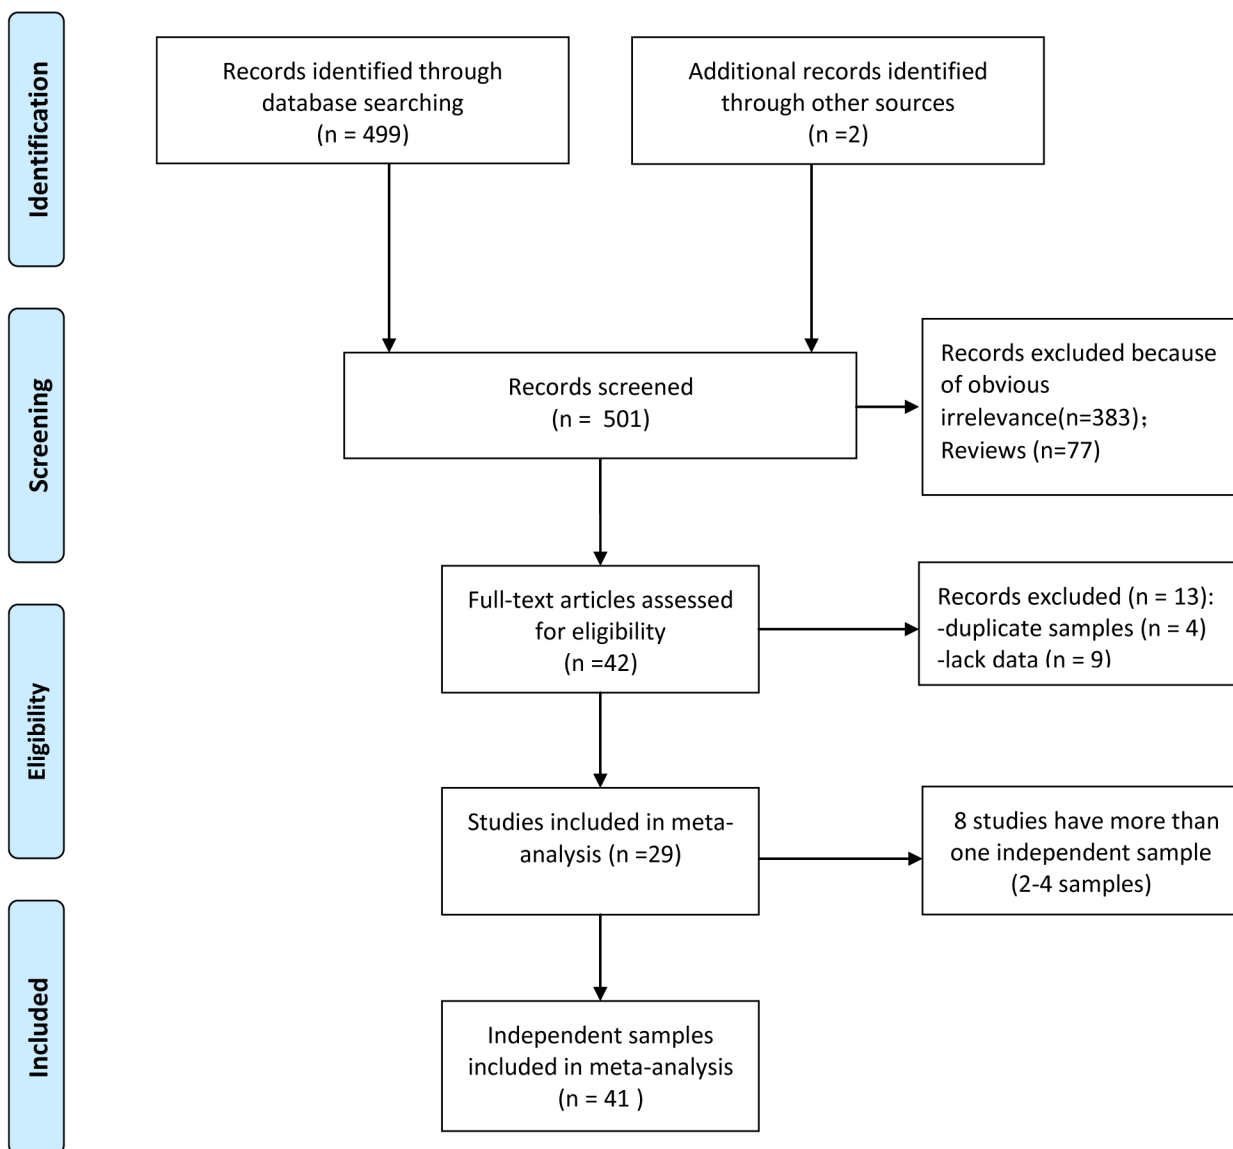 Identification
Records identified through
database searching
(n = 499)
Additional records identified
through other sources
(n =2)
Screening
Records screened
(n = 501)
Records excluded because
of obvious
irrelevance(n=383);
Reviews (n=77)
Eligibility
Full-text articles assessed
for eligibility
(n =42)
Records excluded (n = 13):
-duplicate samples (n = 4)
-lack data (n = 9)
Studies included in meta-
analysis (n =29)
8 studies have more than
one independent sample
(2-4 samples)
Included
Independent samples
included in meta-analysis
(n = 41 )